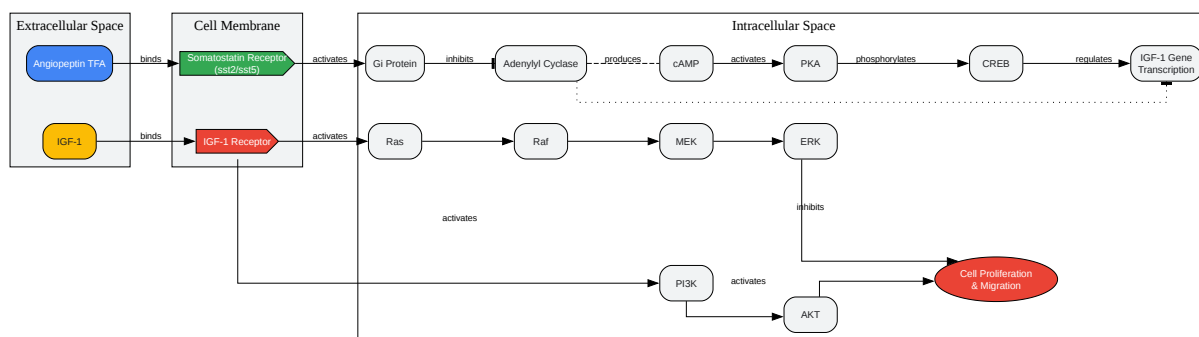 Extracellular Space
Cell Membrane
Intracellular Space
Angiopeptin TFA
binds
Somatostatin Receptor
(sst2/sst5)
activates
Gi Protein
inhibits
Adenylyl Cyclase
produces
cAMP
activates
PKA
phosphorylates
CREB
regulates
IGF-1 Gene
Transcription
IGF-1
binds
IGF-1 Receptor
activates
Ras
Raf
MEK
ERK
activates
inhibits
PI3K
activates
AKT
Cell Proliferation
& Migration